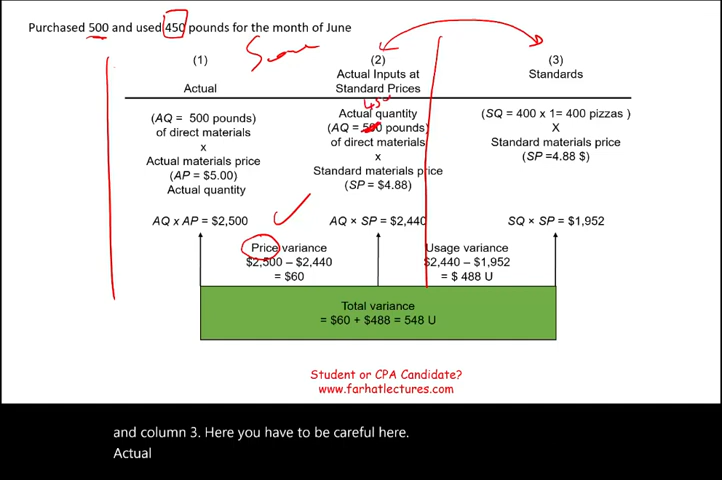 Purchased 500 and used 450 pounds for the month of June
Same
(1)
Actual
(2)
Actual Inputs at
Standard Prices
(3)
Standards
(AQ = 500 pounds)
of direct materials
x
Actual materials price
(AP = $5.00)
Actual quantity
450
Actual quantity
(AQ = 500 pounds)
of direct materials
x
Standard materials price
(SP = $4.88)
(SQ = 400 x 1= 400 pizzas )
X
Standard materials price
(SP =4.88 $)
AQ x AP = $2,500
AQ × SP = $2,440
SQ × SP = $1,952
Price variance
$2,500 – $2,440
= $60
Usage variance
$2,440 – $1,952
= $ 488 U
Total variance
= $60 + $488 = 548 U
Student or CPA Candidate?
www.farhatlectures.com
and column 3. Here you have to be careful here.
Actual